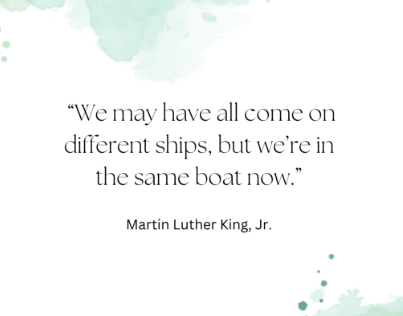 “We may have all come on
different ships, but we’re in
the same boat now.”
Martin Luther King, Jr.